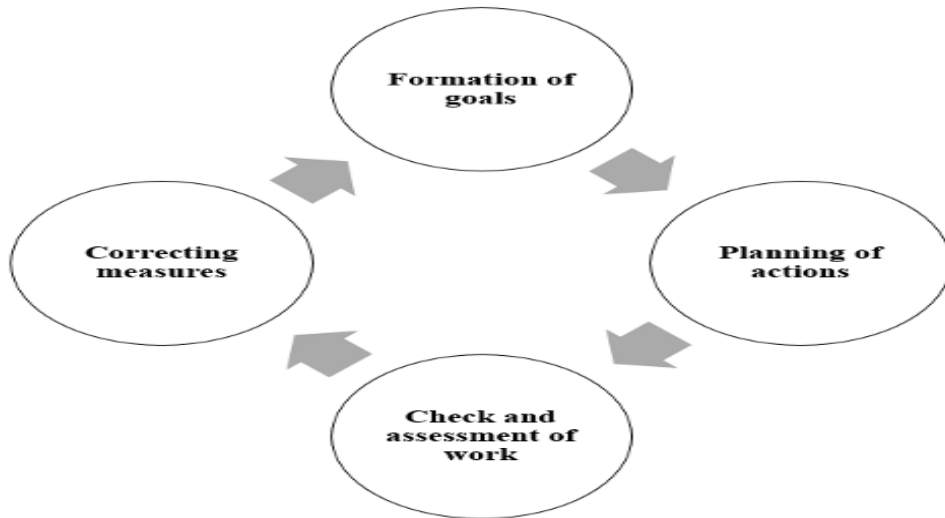 Formation of
goals
Planning of
actions
Check and
assessment of
work
Correcting
measures